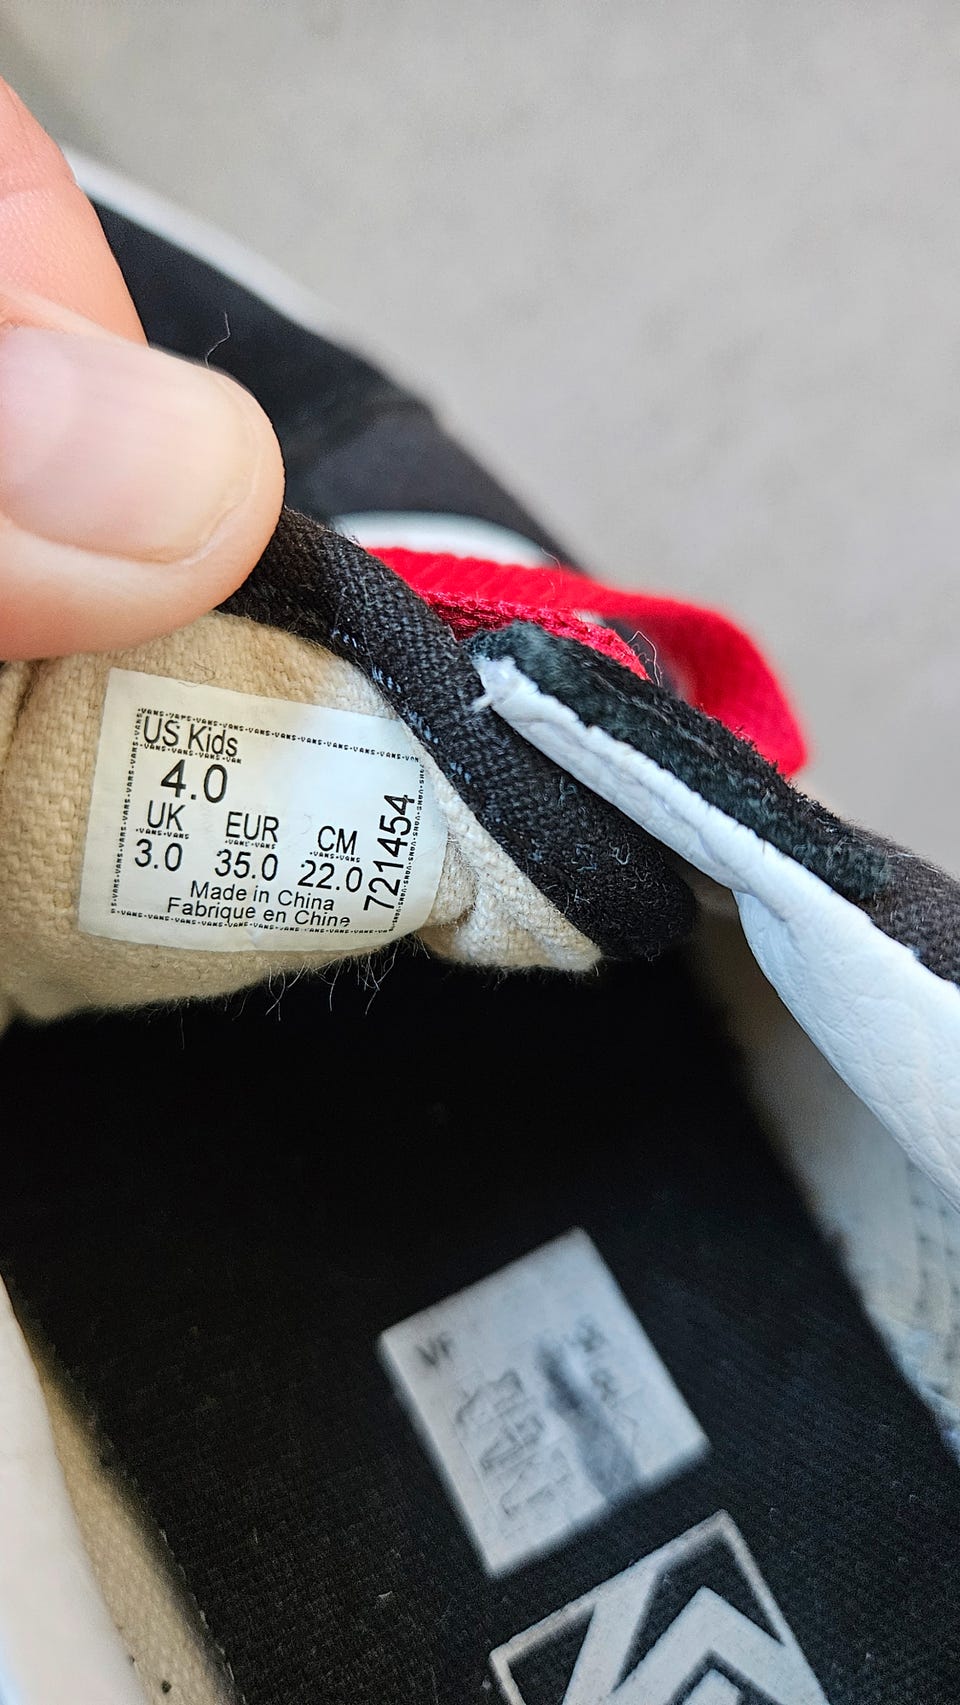 US Kids
4.0
UK EUR CM
3.0 35.0 22.0
Made in China
Fabrique en Chine
721454
VF